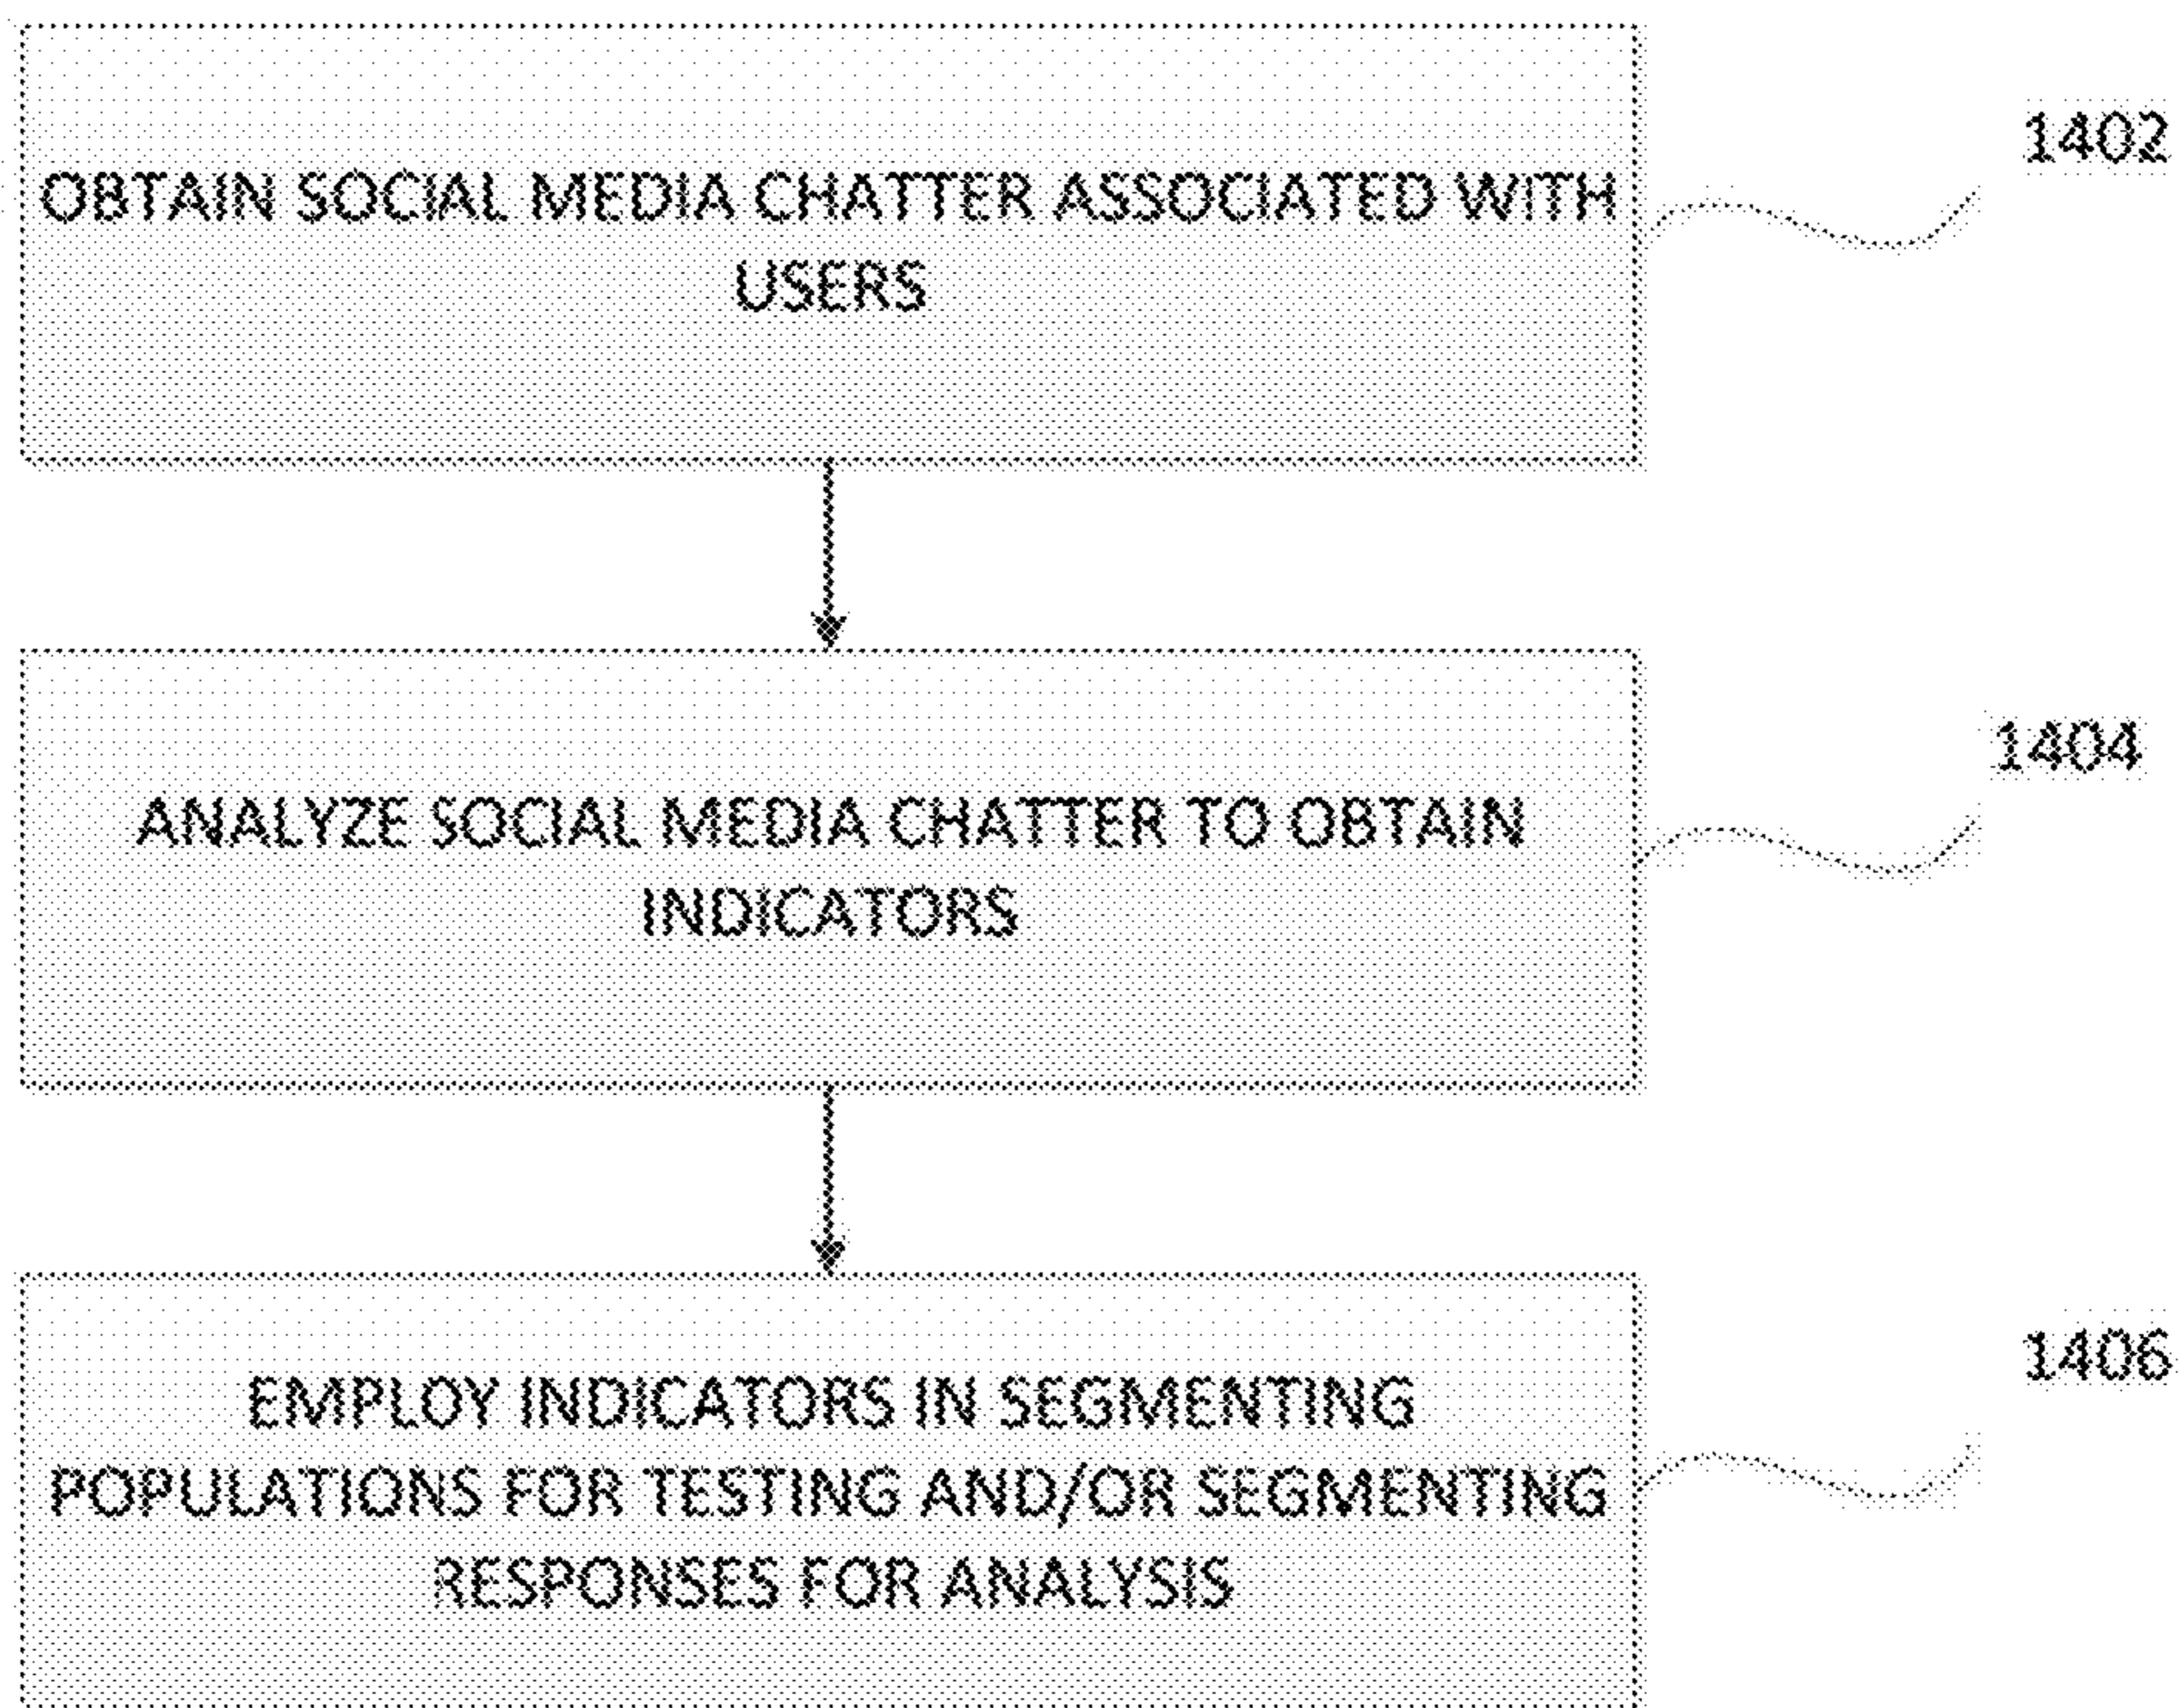 OBTAIN SOCIAL MEDIA CHATTER ASSOCIATED WITH
USERS
1402
ANALYZE SOCIAL MEDIA CHATTER TO OBTAIN
INDICATORS
1404
EMPLOY INDICATORS IN SEGMENTING
POPULATIONS FOR TESTING AND/OR SEGMENTING
RESPONSES FOR ANALYSIS
1406